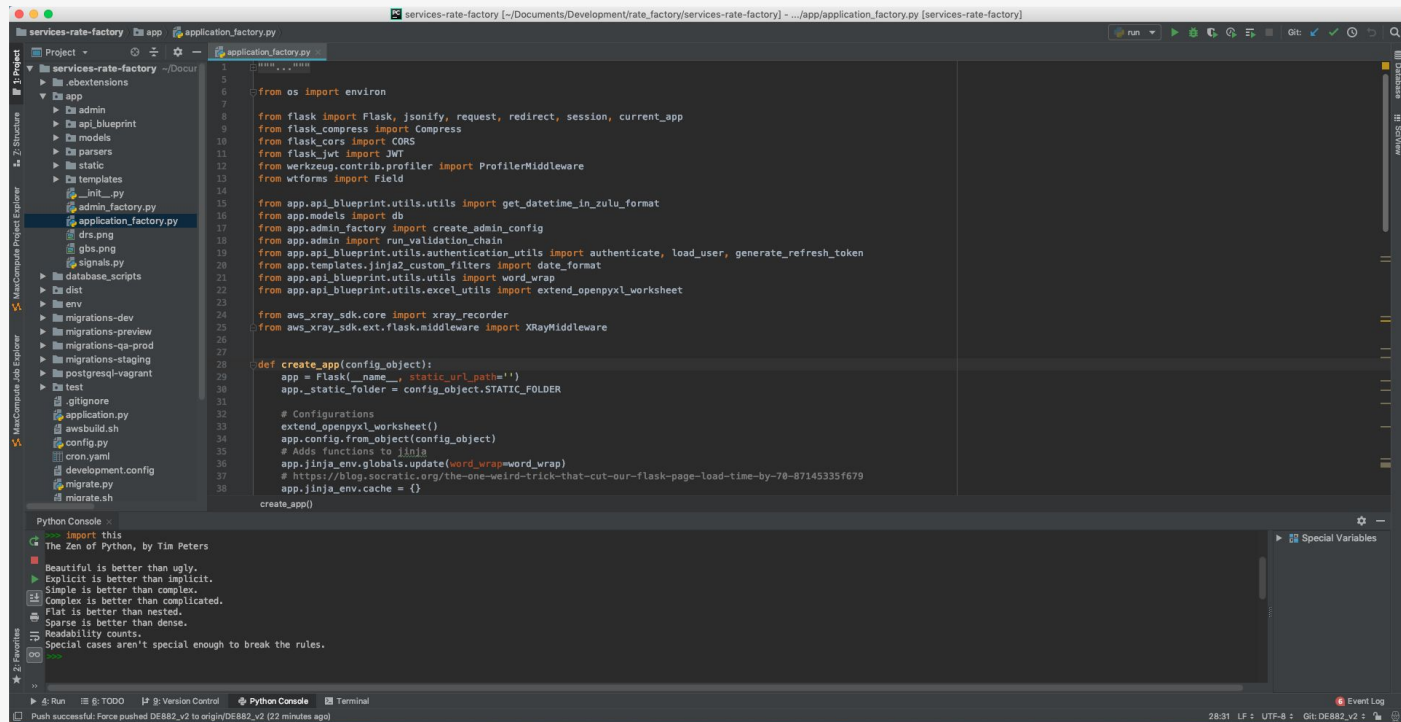 services-rate-factory [~/Documents/Development/rate_factory/services-rate-factory] - .../app/application_factory.py [services-rate-factory]
services-rate-factory app application_factory.py
run
Git:
Project
application_factory.py
1: Project
7: Structure
MaxCompute Project Explorer
MaxCompute Job Explorer
2: Favorites
services-rate-factory ~/Docur
.ebextensions
app
admin
api_blueprint
models
parsers
static
templates
__init__.py
admin_factory.py
application_factory.py
drs.png
gbs.png
signals.py
database_scripts
dist
env
migrations-dev
migrations-preview
migrations-qa-prod
migrations-staging
postgresql-vagrant
test
.gitignore
application.py
awsbuild.sh
config.py
cron.yaml
development.config
migrate.py
migrate.sh
1 """..."""
5
6 from os import environ
7
8 from flask import Flask, jsonify, request, redirect, session, current_app
9 from flask_compress import Compress
10 from flask_cors import CORS
11 from flask_jwt import JWT
12 from werkzeug.contrib.profiler import ProfilerMiddleware
13 from wtforms import Field
14
15 from app.api_blueprint.utils.utils import get_datetime_in_zulu_format
16 from app.models import db
17 from app.admin_factory import create_admin_config
18 from app.admin import run_validation_chain
19 from app.api_blueprint.utils.authentication_utils import authenticate, load_user, generate_refresh_token
20 from app.templates.jinja2_custom_filters import date_format
21 from app.api_blueprint.utils.utils import word_wrap
22 from app.api_blueprint.utils.excel_utils import extend_openpyxl_worksheet
23
24 from aws_xray_sdk.core import xray_recorder
25 from aws_xray_sdk.ext.flask.middleware import XRayMiddleware
26
27
28 def create_app(config_object):
29 app = Flask(__name__, static_url_path='')
30 app._static_folder = config_object.STATIC_FOLDER
31
32 # Configurations
33 extend_openpyxl_worksheet()
34 app.config.from_object(config_object)
35 # Adds functions to jinja
36 app.jinja_env.globals.update(word_wrap=word_wrap)
37 # https://blog.socratic.org/the-one-weird-trick-that-cut-our-flask-page-load-time-by-70-87145335f679
38 app.jinja_env.cache = {}
create_app()
Database
SciView
Python Console
>>> import this
The Zen of Python, by Tim Peters
Beautiful is better than ugly.
Explicit is better than implicit.
Simple is better than complex.
Complex is better than complicated.
Flat is better than nested.
Sparse is better than dense.
Readability counts.
Special cases aren't special enough to break the rules.
>>>
Special Variables
4: Run 6: TODO 9: Version Control Python Console Terminal
6 Event Log
Push successful: Force pushed DE882_v2 to origin/DE882_v2 (22 minutes ago)
28:31 LF UTF-8 Git: DE882_v2